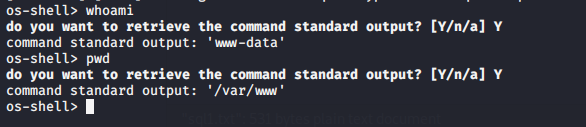 os-shell> whoami
do you want to retrieve the command standard output? [Y/n/a] Y
command standard output: 'www-data'
os-shell> pwd
do you want to retrieve the command standard output? [Y/n/a] Y
command standard output: '/var/www'
os-shell>